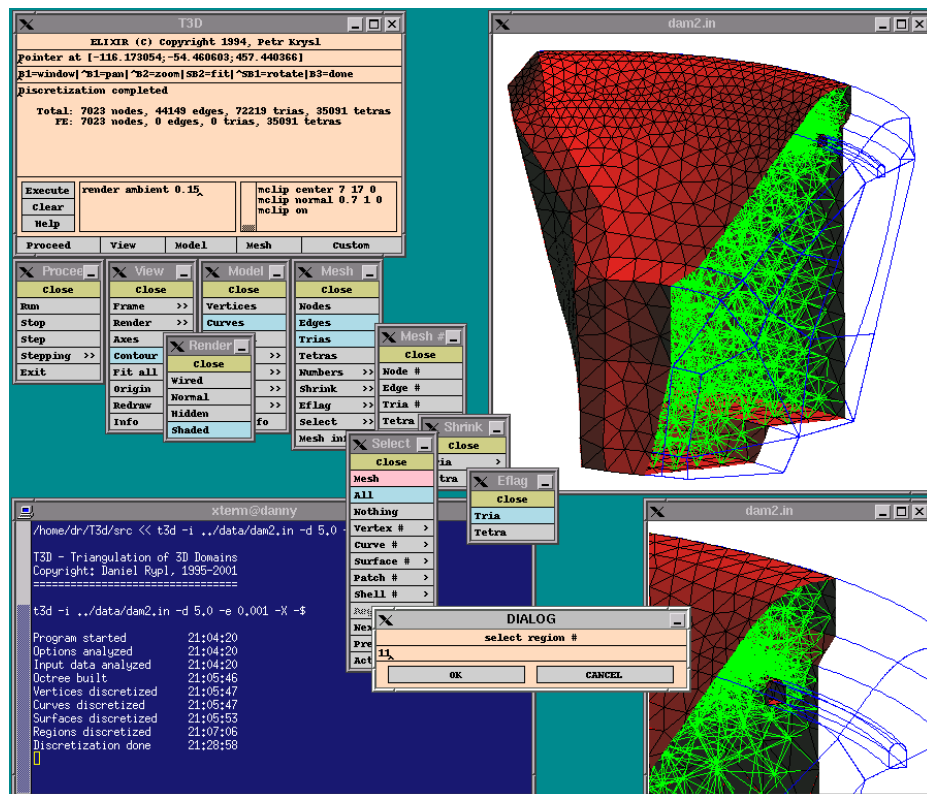 T3D
ELIXIR (C) Copyright 1994, Petr Krysl
Pointer at [-116.173054;-54.460603;457.440366]
B1=window|^B1=pan|^B2=zoom|SB2=fit|^SB1=rotate|B3=done
Discretization completed
Total: 7023 nodes, 44149 edges, 72219 trias, 35091 tetras
FE: 7023 nodes, 0 edges, 0 trias, 35091 tetras
Execute
Clear
Help
render ambient 0.15
mclip center 7 17 0
mclip normal 0.7 1 0
mclip on
Proceed View Model Mesh Custom
dam2.in
Procee
Close
Run
Stop
Step
Stepping >>
Exit
View
Close
Frame >>
Render >>
Axes
Contour
Fit all
Origin
Redraw
Info
Model
Close
Vertices
Curves
>
>>
>>
>>
fo
Render
Close
Wired
Normal
Hidden
Shaded
Mesh
Close
Nodes
Edges
Trias
Tetras
Numbers >>
Shrink >>
Eflag >>
Select >>
Mesh inf
Mesh #
Close
Node #
Edge #
Tria #
Tetra
Shrink
Close
ria >
tra
Select
Close
Mesh
All
Nothing
Vertex # >
Curve # >
Surface # >
Patch # >
Shell # >
Nex
Pre
Act
Eflag
Close
Tria
Tetra
DIALOG
select region #
11
OK CANCEL
xterm@danny
/home/dr/T3d/src << t3d -i ../data/dam2.in -d 5.0 -
T3D - Triangulation of 3D Domains
Copyright: Daniel Rypl, 1995-2001
=================================
t3d -i ../data/dam2.in -d 5.0 -e 0.001 -X -$
Program started 21:04:20
Options analyzed 21:04:20
Input data analyzed 21:04:20
Octree built 21:05:46
Vertices discretized 21:05:47
Curves discretized 21:05:47
Surfaces discretized 21:05:53
Regions discretized 21:07:06
Discretization done 21:28:58
dam2.in